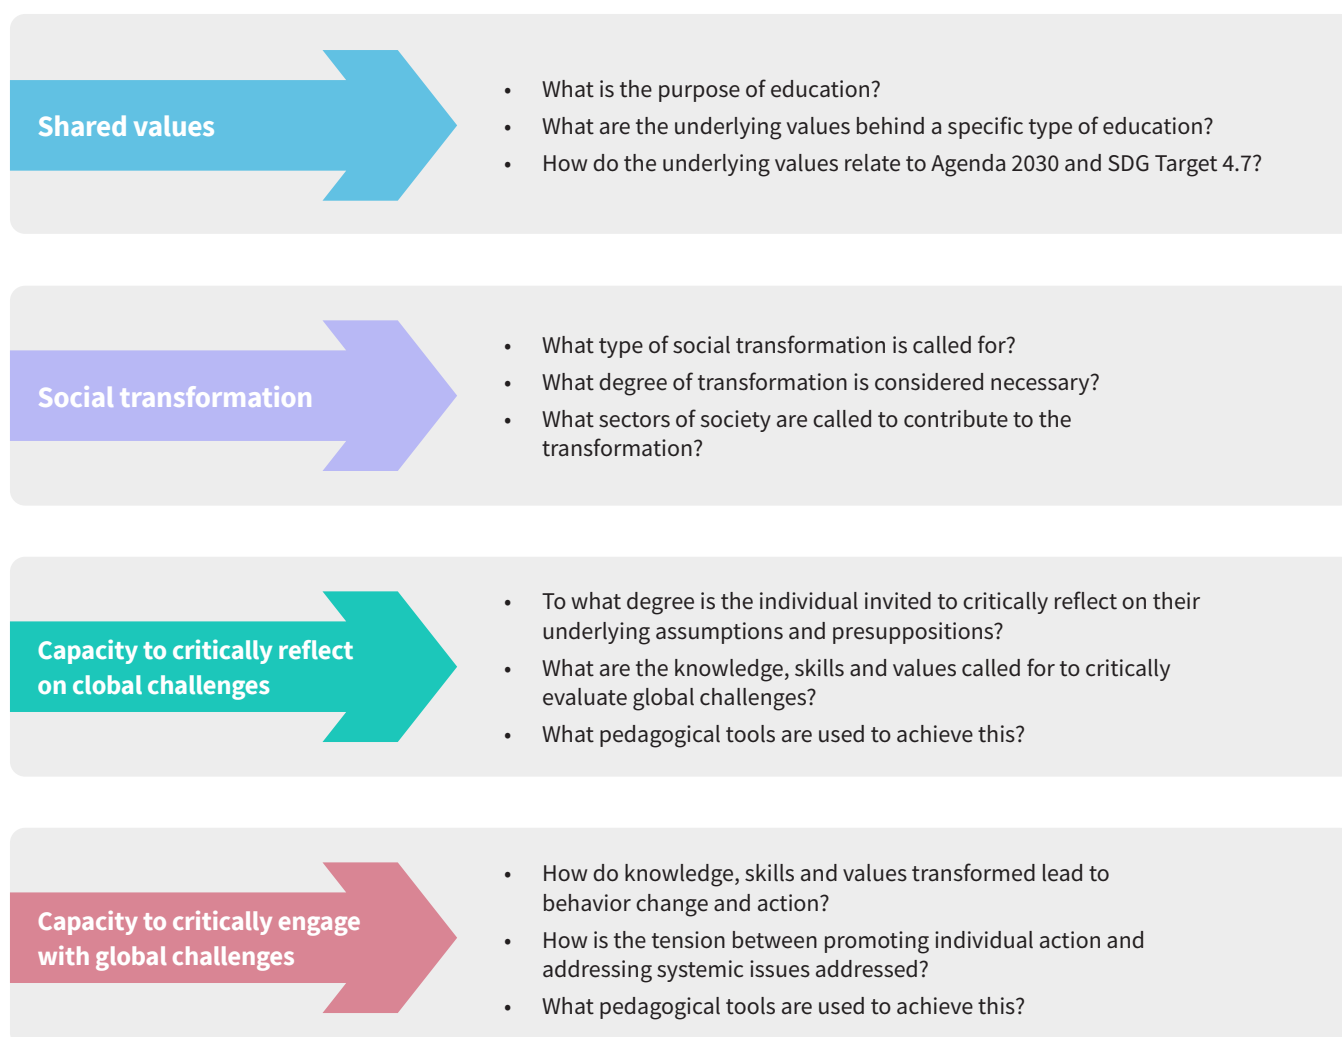 Shared values
• What is the purpose of education?
• What are the underlying values behind a specific type of education?
• How do the underlying values relate to Agenda 2030 and SDG Target 4.7?
Social transformation
• What type of social transformation is called for?
• What degree of transformation is considered necessary?
• What sectors of society are called to contribute to the
transformation?
Capacity to critically reflect
on clobal challenges
• To what degree is the individual invited to critically reflect on their
underlying assumptions and presuppositions?
• What are the knowledge, skills and values called for to critically
evaluate global challenges?
• What pedagogical tools are used to achieve this?
Capacity to critically engage
with global challenges
• How do knowledge, skills and values transformed lead to
behavior change and action?
• How is the tension between promoting individual action and
addressing systemic issues addressed?
• What pedagogical tools are used to achieve this?